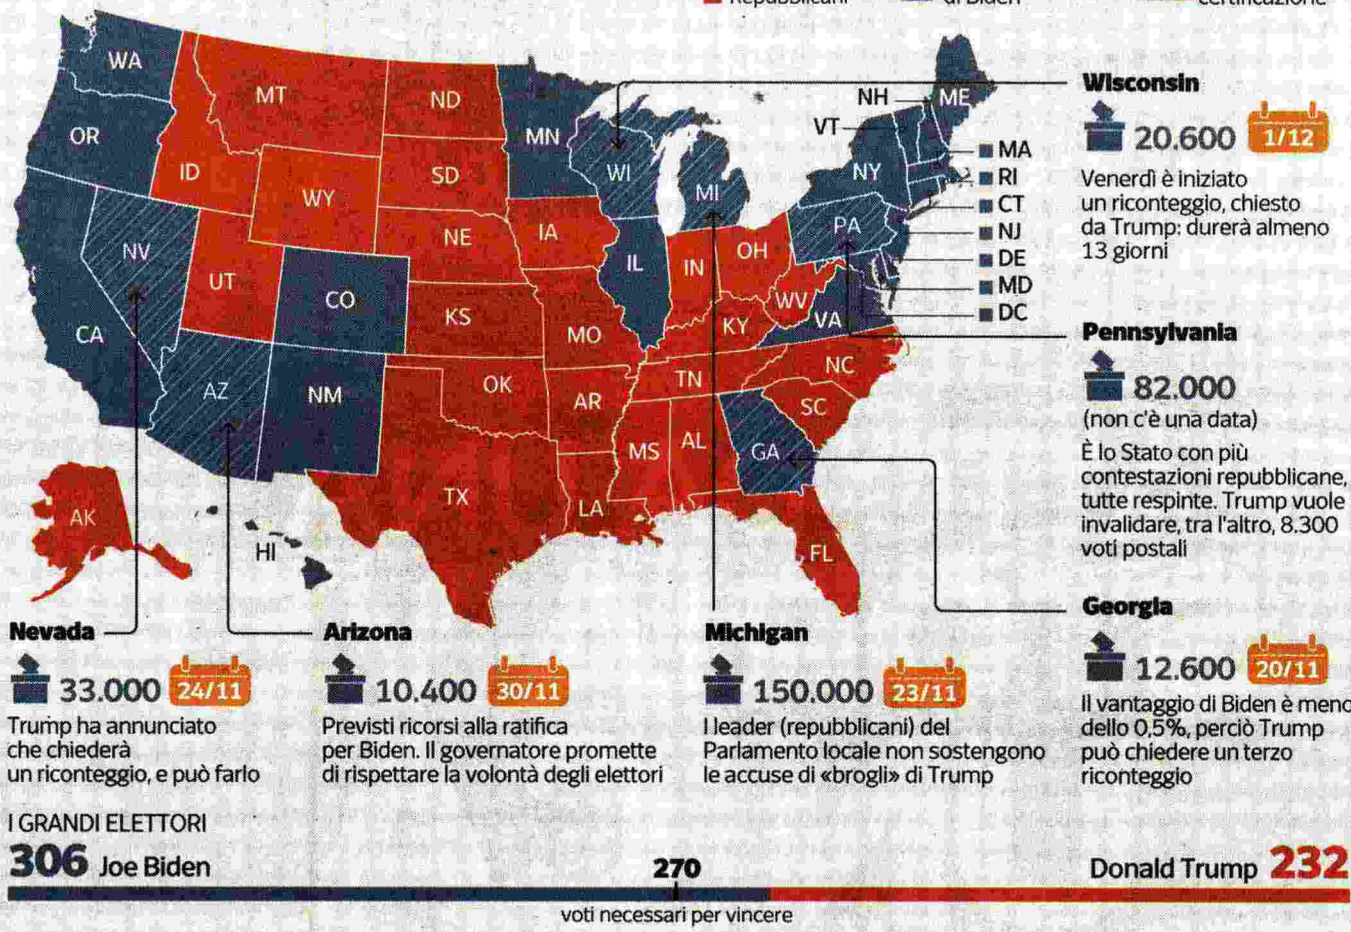 Repubblicani
di Biden
certificazione
WA
OR
CA
NV
ID
MT
WY
UT
AZ
CO
NM
ND
SD
NE
KS
OK
TX
MN
IA
MO
AR
LA
WI
IL
MI
IN
OH
KY
TN
MS
AL
GA
FL
SC
NC
VA
WV
PA
NY
VT
NH
ME
MA
RI
CT
NJ
DE
MD
DC
AK
HI
Wisconsin
20.600 1/12
Venerdì è iniziato
un riconteggio, chiesto
da Trump: durerà almeno
13 giorni
Pennsylvania
82.000
(non c'è una data)
È lo Stato con più
contestazioni repubblicane,
tutte respinte. Trump vuole
invalidare, tra l'altro, 8.300
voti postali
Georgia
12.600 20/11
Il vantaggio di Biden è meno
dello 0,5%, perciò Trump
può chiedere un terzo
riconteggio
Nevada
33.000 24/11
Trump ha annunciato
che chiederà
un riconteggio, e può farlo
Arizona
10.400 30/11
Previsti ricorsi alla ratifica
per Biden. Il governatore promette
di rispettare la volontà degli elettori
Michigan
150.000 23/11
I leader (repubblicani) del
Parlamento locale non sostengono
le accuse di «brogli» di Trump
I GRANDI ELETTORI
306 Joe Biden
270
Donald Trump 232
voti necessari per vincere